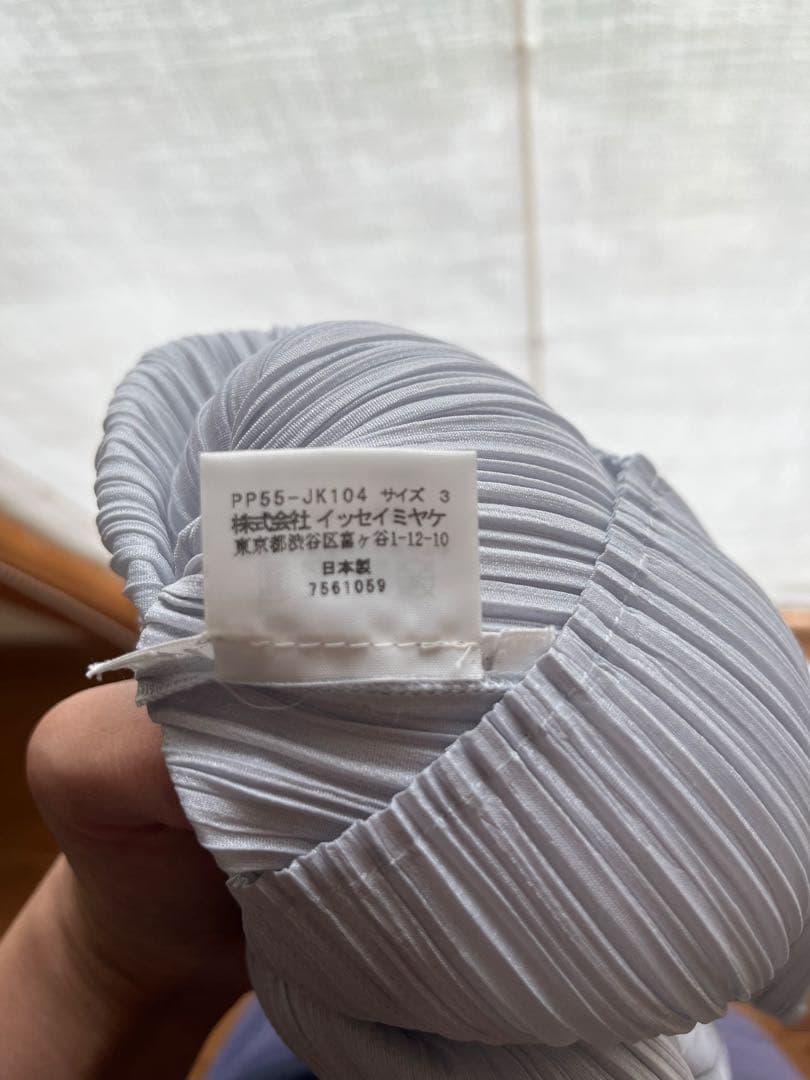 PP55-JK104 サイズ 3
株式会社 イッセイミヤケ
東京都渋谷区富ヶ谷1-12-10
日本製
7561059